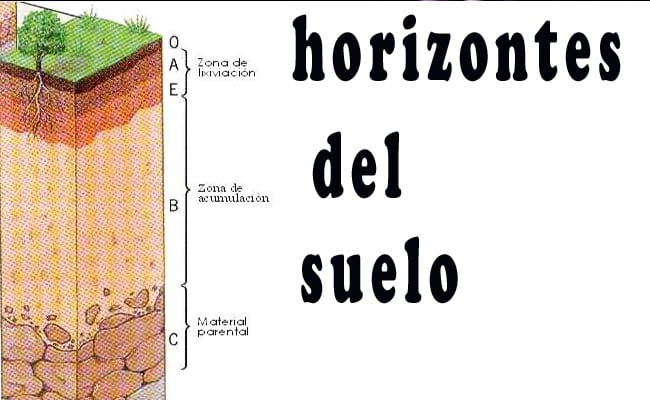 horizontes
del
suelo
O
A
E
Zona de
lixiviación
B
Zona de
acumulación
C
Material
parental